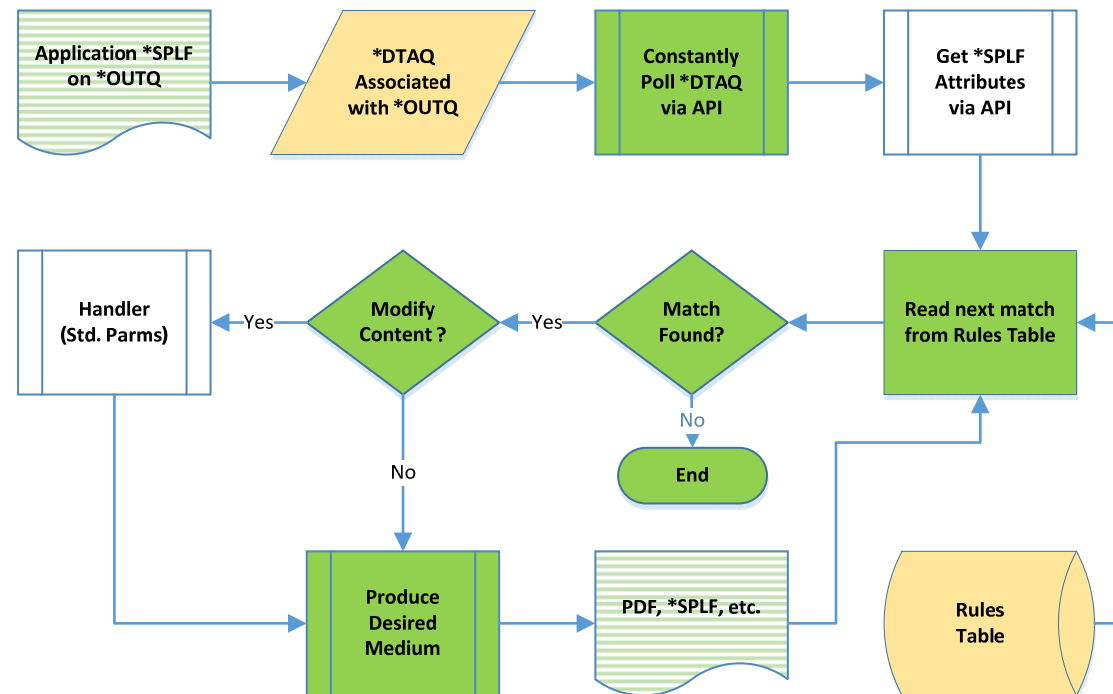 Application *SPLF
on *OUTQ
*DTAQ
Associated
with *OUTQ
Constantly
Poll *DTAQ
via API
Get *SPLF
Attributes
via API
Handler
(Std. Parms)
Yes
Modify
Content ?
Yes
Match
Found?
Read next match
from Rules Table
No
End
No
Produce
Desired
Medium
PDF, *SPLF, etc.
Rules
Table